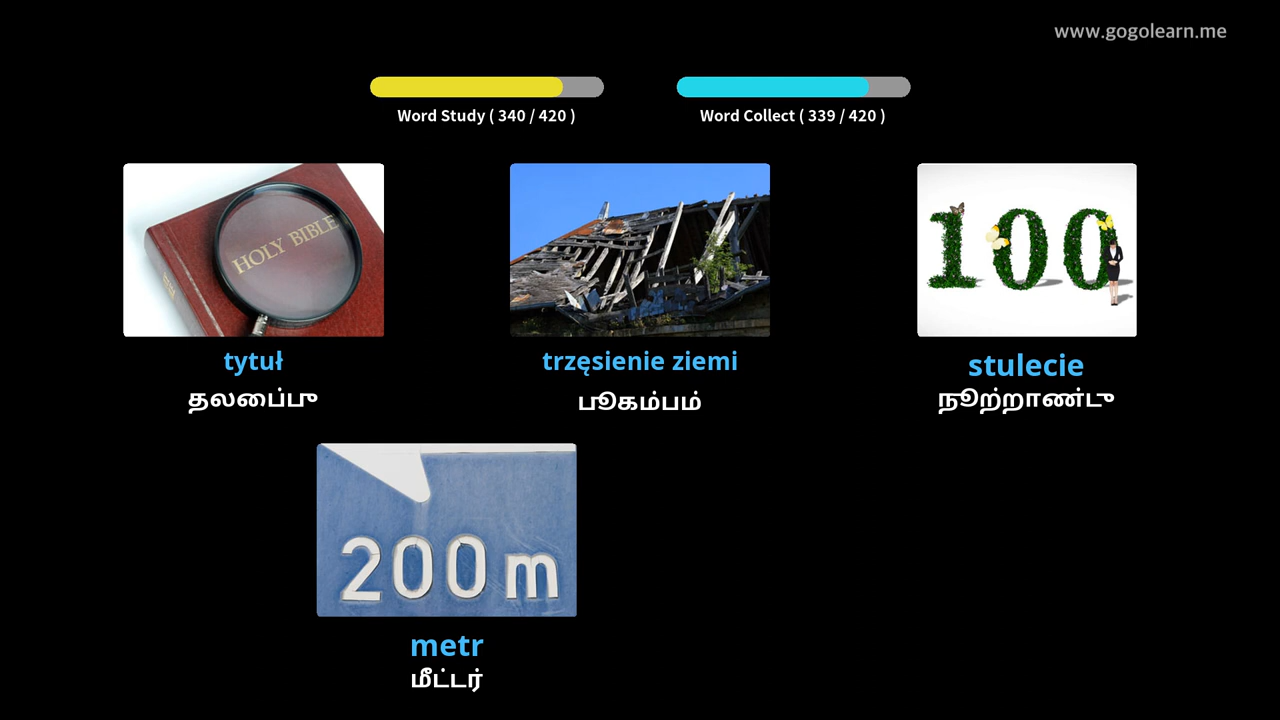 www.gogolearn.me
Word Study ( 340 / 420 )
Word Collect ( 339 / 420 )
HOLY BIBLE
tytuł
தலைப்பு
trzęsienie ziemi
பூகம்பம்
100
stulecie
நூற்றாண்டு
200 m
metr
மீட்டர்